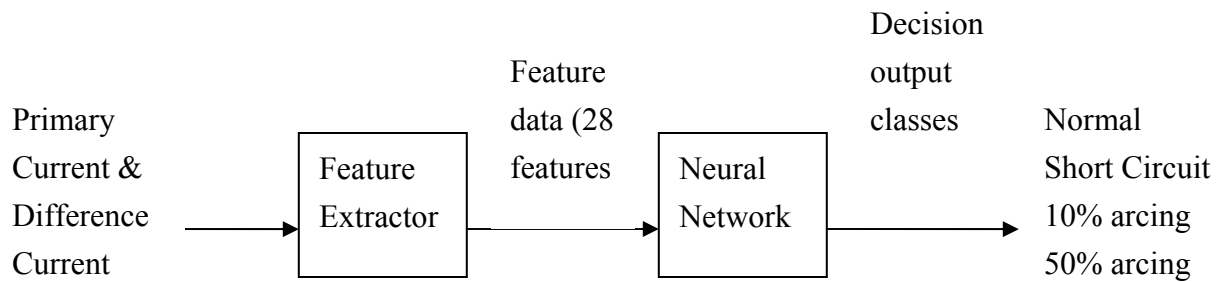 Primary
Current &
Difference
Current
Feature
Extractor
Feature
data (28
features
Neural
Network
Decision
output
classes
Normal
Short Circuit
10% arcing
50% arcing